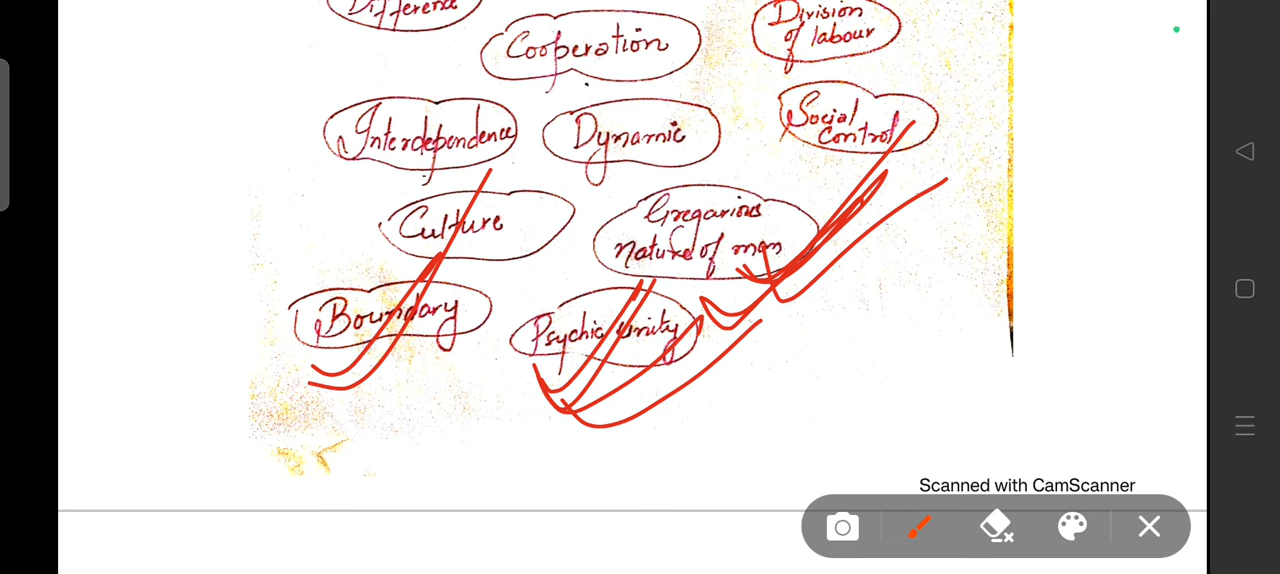 Difference
Cooperation
Division
of labour
Interdependence
Dynamic
Social
control
Culture
Gregarious
nature of man
Boundary
Psychic unity
Scanned with CamScanner